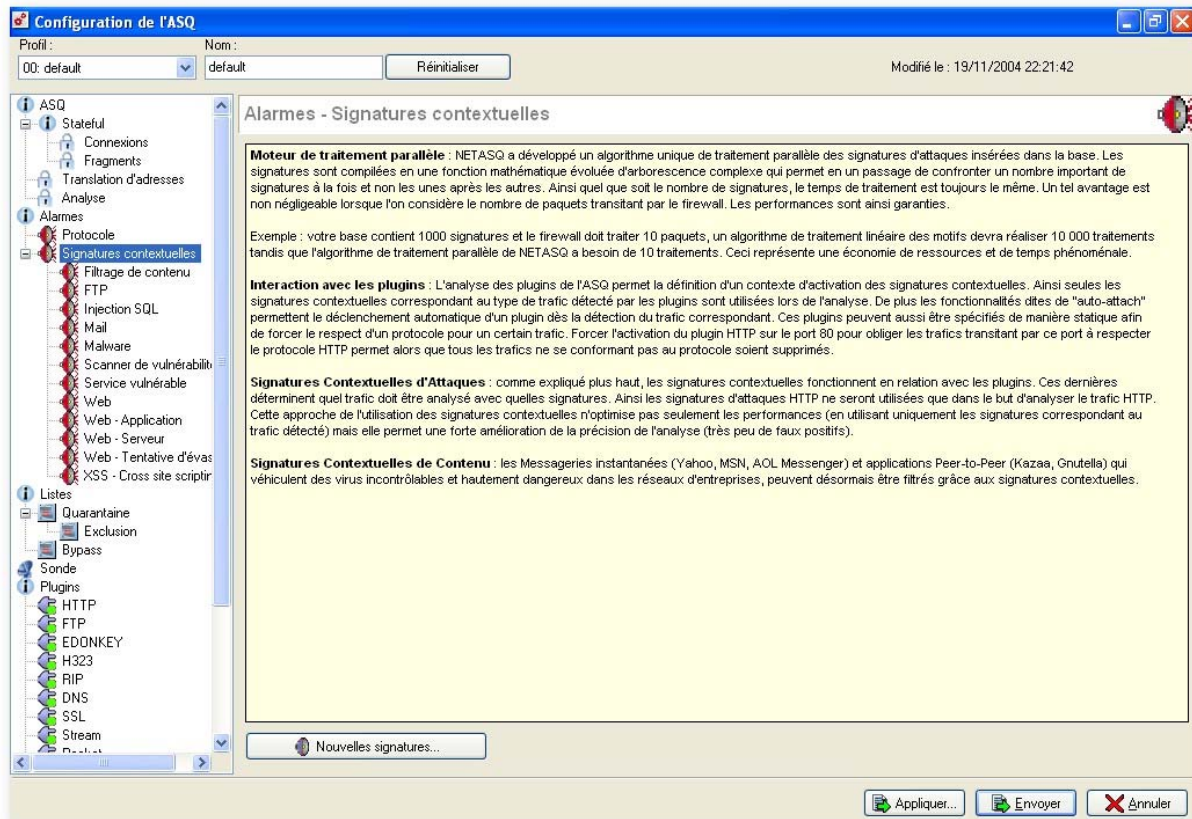 Configuration de l'ASQ
Profil :
Nom :
00: default
default
Réinitialiser
Modifié le : 19/11/2004 22:21:42
ASQ
Stateful
Connexions
Fragments
Translation d'adresses
Analyse
Alarmes
Protocole
Signatures contextuelles
Filtrage de contenu
FTP
Injection SQL
Mail
Malware
Scanner de vulnérabilit
Service vulnérable
Web
Web - Application
Web - Serveur
Web - Tentative d'évas
XSS - Cross site scriptin
Listes
Quarantaine
Exclusion
Bypass
Sonde
Plugins
HTTP
FTP
EDONKEY
H323
RIP
DNS
SSL
Stream
Alarmes - Signatures contextuelles
Moteur de traitement parallèle : NETASQ a développé un algorithme unique de traitement parallèle des signatures d'attaques insérées dans la base. Les
signatures sont compilées en une fonction mathématique évoluée d'arborescence complexe qui permet en un passage de confronter un nombre important de
signatures à la fois et non les unes après les autres. Ainsi quel que soit le nombre de signatures, le temps de traitement est toujours le même. Un tel avantage est
non négligeable lorsque l'on considère le nombre de paquets transitant par le firewall. Les performances sont ainsi garanties.
Exemple : votre base contient 1000 signatures et le firewall doit traiter 10 paquets, un algorithme de traitement linéaire des motifs devra réaliser 10 000 traitements
tandis que l'algorithme de traitement parallèle de NETASQ a besoin de 10 traitements. Ceci représente une économie de ressources et de temps phénoménale.
Interaction avec les plugins : L'analyse des plugins de l'ASQ permet la définition d'un contexte d'activation des signatures contextuelles. Ainsi seules les
signatures contextuelles correspondant au type de trafic détecté par les plugins sont utilisées lors de l'analyse. De plus les fonctionnalités dites de "auto-attach"
permettent le déclenchement automatique d'un plugin dès la détection du trafic correspondant. Ces plugins peuvent aussi être spécifiés de manière statique afin
de forcer le respect d'un protocole pour un certain trafic. Forcer l'activation du plugin HTTP sur le port 80 pour obliger les trafics transitant par ce port à respecter
le protocole HTTP permet alors que tous les trafics ne se conformant pas au protocole soient supprimés.
Signatures Contextuelles d'Attaques : comme expliqué plus haut, les signatures contextuelles fonctionnent en relation avec les plugins. Ces dernières
déterminent quel trafic doit être analysé avec quelles signatures. Ainsi les signatures d'attaques HTTP ne seront utilisées que dans le but d'analyser le trafic HTTP.
Cette approche de l'utilisation des signatures contextuelles n'optimise pas seulement les performances (en utilisant uniquement les signatures correspondant au
trafic détecté) mais elle permet une forte amélioration de la précision de l'analyse (très peu de faux positifs).
Signatures Contextuelles de Contenu : les Messageries instantanées (Yahoo, MSN, AOL Messenger) et applications Peer-to-Peer (Kazaa, Gnutella) qui
véhiculent des virus incontrôlables et hautement dangereux dans les réseaux d'entreprises, peuvent désormais être filtrés grâce aux signatures contextuelles.
Nouvelles signatures...
Appliquer...
Envoyer
Annuler